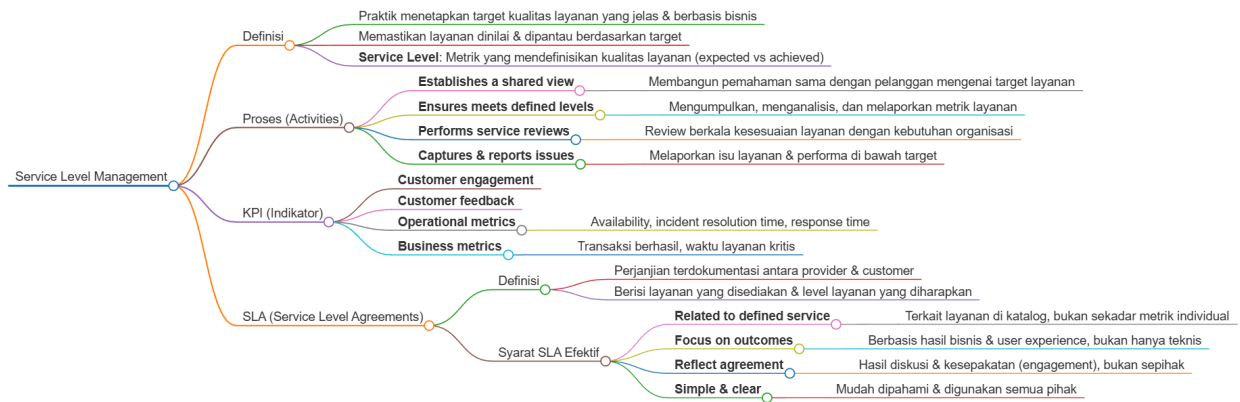 Service Level Management
Definisi
Praktik menetapkan target kualitas layanan yang jelas & berbasis bisnis
Memastikan layanan dinilai & dipantau berdasarkan target
Service Level: Metrik yang mendefinisikan kualitas layanan (expected vs achieved)
Proses (Activities)
Establishes a shared view
Membangun pemahaman sama dengan pelanggan mengenai target layanan
Ensures meets defined levels
Mengumpulkan, menganalisis, dan melaporkan metrik layanan
Performs service reviews
Review berkala kesesuaian layanan dengan kebutuhan organisasi
Captures & reports issues
Melaporkan isu layanan & performa di bawah target
KPI (Indikator)
Customer engagement
Customer feedback
Operational metrics
Availability, incident resolution time, response time
Business metrics
Transaksi berhasil, waktu layanan kritis
SLA (Service Level Agreements)
Definisi
Perjanjian terdokumentasi antara provider & customer
Berisi layanan yang disediakan & level layanan yang diharapkan
Syarat SLA Efektif
Related to defined service
Terkait layanan di katalog, bukan sekadar metrik individual
Focus on outcomes
Berbasis hasil bisnis & user experience, bukan hanya teknis
Reflect agreement
Hasil diskusi & kesepakatan (engagement), bukan sepihak
Simple & clear
Mudah dipahami & digunakan semua pihak